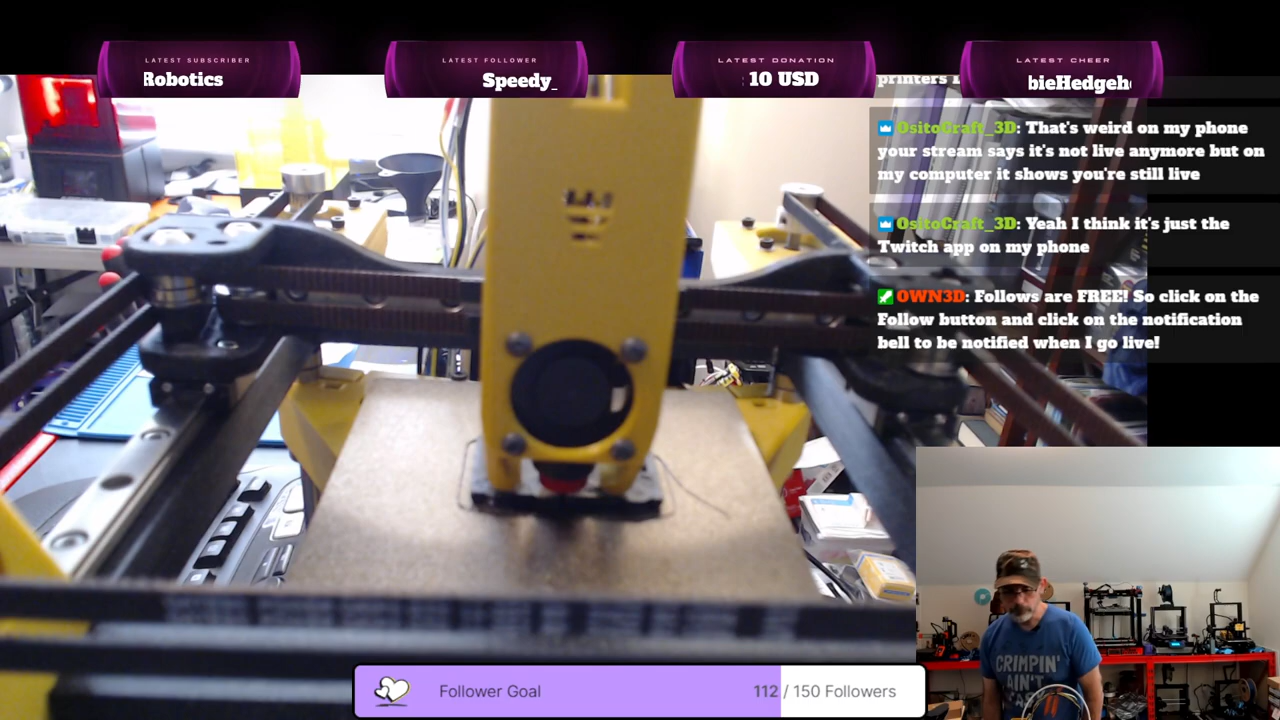 LATEST SUBSCRIBER
Robotics
LATEST FOLLOWER
Speedy_
LATEST DONATION
10 USD
LATEST CHEER
bieHedgeh
printers
OsitoCraft_3D: That's weird on my phone
your stream says it's not live anymore but on
my computer it shows you're still live
OsitoCraft_3D: Yeah I think it's just the
Twitch app on my phone
OWN3D: Follows are FREE! So click on the
Follow button and click on the notification
bell to be notified when I go live!
CRIMPIN'
AIN'T
Follower Goal
112 / 150 Followers